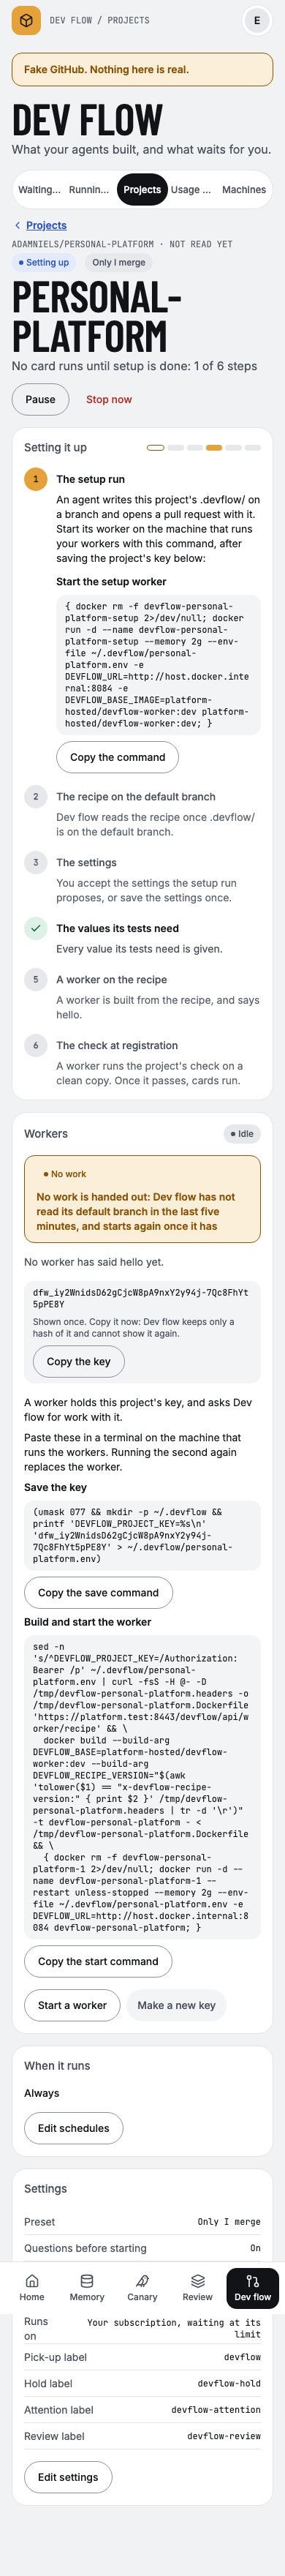 DEV FLOW / PROJECTS
E
Fake GitHub. Nothing here is real.
DEV FLOW
What your agents built, and what waits for you.
Waiting... Runnin... Projects Usage ... Machines
Projects
ADAMNIELS/PERSONAL-PLATFORM · NOT READ YET
Setting up Only I merge
PERSONAL-
PLATFORM
No card runs until setup is done: 1 of 6 steps
Pause Stop now
Setting it up
1 The setup run
An agent writes this project's .devflow/ on
a branch and opens a pull request with it.
Start its worker on the machine that runs
your workers with this command, after
saving the project's key below:
Start the setup worker
{ docker rm -f devflow-personal-
platform-setup 2>/dev/null; docker
run -d --name devflow-personal-
platform-setup --memory 2g --env-
file ~/.devflow/personal-
platform.env -e
DEVFLOW_URL=http://host.docker.inte
rnal:8084 -e
DEVFLOW_BASE_IMAGE=platform-
hosted/devflow-worker:dev platform-
hosted/devflow-worker:dev; }
Copy the command
2 The recipe on the default branch
Dev flow reads the recipe once .devflow/
is on the default branch.
3 The settings
You accept the settings the setup run
proposes, or save the settings once.
The values its tests need
Every value its tests need is given.
5 A worker on the recipe
A worker is built from the recipe, and says
hello.
6 The check at registration
A worker runs the project's check on a
clean copy. Once it passes, cards run.
Workers Idle
No work
No work is handed out: Dev flow has not
read its default branch in the last five
minutes, and starts again once it has
No worker has said hello yet.
dfw_iy2WnidsD62gCjcW8pA9nxY2y94j-7Qc8FhYt
5pPE8Y
Shown once. Copy it now: Dev flow keeps only a
hash of it and cannot show it again.
Copy the key
A worker holds this project's key, and asks Dev
flow for work with it.
Paste these in a terminal on the machine that
runs the workers. Running the second again
replaces the worker.
Save the key
(umask 077 && mkdir -p ~/.devflow &&
printf 'DEVFLOW_PROJECT_KEY=%s\n'
'dfw_iy2WnidsD62gCjcW8pA9nxY2y94j-
7Qc8FhYt5pPE8Y' > ~/.devflow/personal-
platform.env)
Copy the save command
Build and start the worker
sed -n
's/^DEVFLOW_PROJECT_KEY=/Authorization:
Bearer /p' ~/.devflow/personal-
platform.env | curl -fsS -H @- -D
/tmp/devflow-personal-platform.headers -o
/tmp/devflow-personal-platform.Dockerfile
'https://platform.test:8443/devflow/api/w
orker/recipe' && \
docker build --build-arg
DEVFLOW_BASE=platform-hosted/devflow-
worker:dev --build-arg
DEVFLOW_RECIPE_VERSION="$(awk
'tolower($1) == "x-devflow-recipe-
version:" { print $2 }' /tmp/devflow-
personal-platform.headers | tr -d '\r')"
-t devflow-personal-platform - <
/tmp/devflow-personal-platform.Dockerfile
&& \
{ docker rm -f devflow-personal-
platform-1 2>/dev/null; docker run -d --
name devflow-personal-platform-1 --
restart unless-stopped --memory 2g --env-
file ~/.devflow/personal-platform.env -e
DEVFLOW_URL=http://host.docker.internal:8
084 devflow-personal-platform; }
Copy the start command
Start a worker Make a new key
When it runs
Always
Edit schedules
Settings
Preset Only I merge
Questions before starting On
Home Memory Canary Review Dev flow
Runs Your subscription, waiting at its
on limit
Pick-up label devflow
Hold label devflow-hold
Attention label devflow-attention
Review label devflow-review
Edit settings